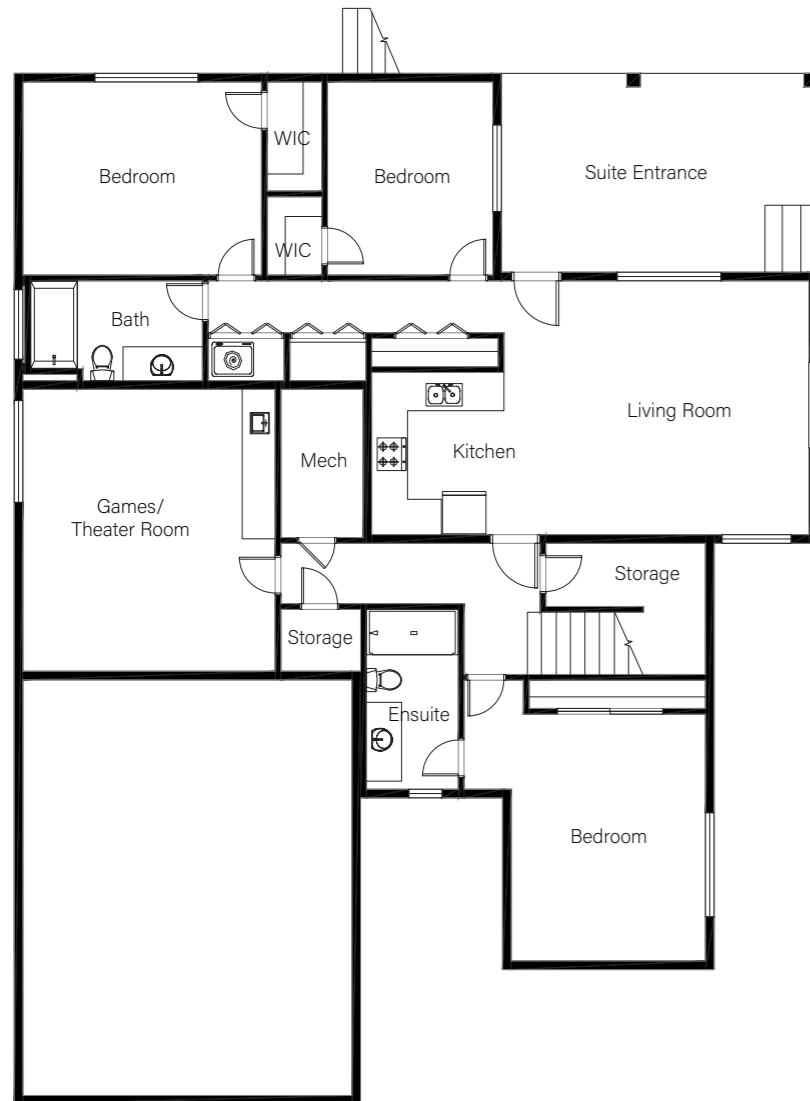 WIC
Bedroom
Bedroom
Suite Entrance
WIC
Bath
Living Room
Kitchen
Mech
Games/
Theater Room
Storage
Storage
Ensuite
Bedroom